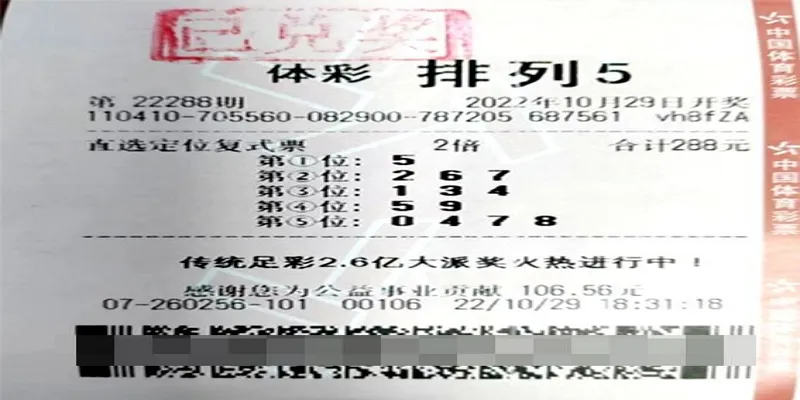 已兑奖
体彩 排列5
第 22288期 2022年10月29日开奖
110410-705560-082900-787205 687561 vh8fZA
直选定位复式票 2倍 合计288元
第①位: 5
第②位: 2 6 7
第③位: 1 3 4
第④位: 5 9
第⑤位: 0 4 7 8
传统足彩2.6亿大派奖火热进行中！
感谢您为公益事业贡献 106.56元
07-260256-101 00106 22/10/29 18:31:18
中国体育彩票
中国体育彩票